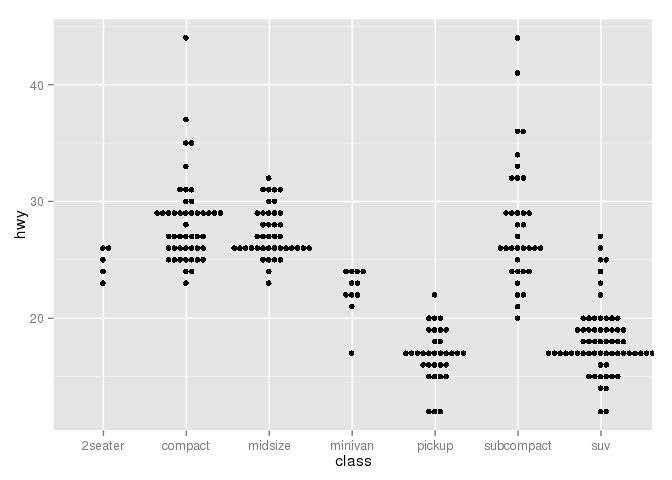 40
30
20
hwy
2seater compact midsize minivan pickup subcompact suv
class